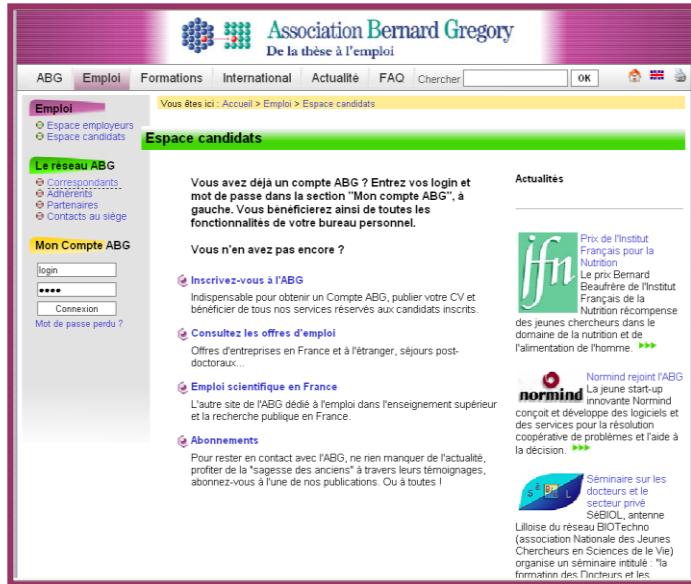 Association Bernard Gregory
De la thèse à l'emploi
ABG Emploi Formations International Actualité FAQ Chercher OK
Emploi
Espace employeurs
Espace candidats
Le réseau ABG
Correspondants
Adhérents
Partenaires
Contacts au siège
Mon Compte ABG
login
••••
Connexion
Mot de passe perdu ?
Vous êtes ici : Accueil > Emploi > Espace candidats
Espace candidats
Vous avez déjà un compte ABG ? Entrez vos login et
mot de passe dans la section "Mon compte ABG", à
gauche. Vous bénéficierez ainsi de toutes les
fonctionnalités de votre bureau personnel.
Vous n'en avez pas encore ?
Inscrivez-vous à l'ABG
Indispensable pour obtenir un Compte ABG, publier votre CV et
bénéficier de tous nos services réservés aux candidats inscrits.
Consultez les offres d'emploi
Offres d'entreprises en France et à l'étranger, séjours post-
doctoraux...
Emploi scientifique en France
L'autre site de l'ABG dédié à l'emploi dans l'enseignement supérieur
et la recherche publique en France.
Abonnements
Pour rester en contact avec l'ABG, ne rien manquer de l'actualité,
profiter de la "sagesse des anciens" à travers leurs témoignages,
abonnez-vous à l'une de nos publications. Ou à toutes !
Actualités
jfn
Prix de l'Institut
Français pour la
Nutrition
Le prix Bernard
Beaufrère de l'Institut
Français de la
Nutrition récompense
des jeunes chercheurs dans le
domaine de la nutrition et de
l'alimentation de l'homme.
normind
Normind rejoint l'ABG
La jeune start-up
innovante Normind
conçoit et développe des logiciels et
des services pour la résolution
coopérative de problèmes et l'aide à
la décision.
SèBIOL
Séminaire sur les
docteurs et le
secteur privé
SéBIOL, antenne
Lilloise du réseau BIOTechno
(association Nationale des Jeunes
Chercheurs en Sciences de le Vie)
organise un séminaire intitulé : "la
formation des Docteurs et les